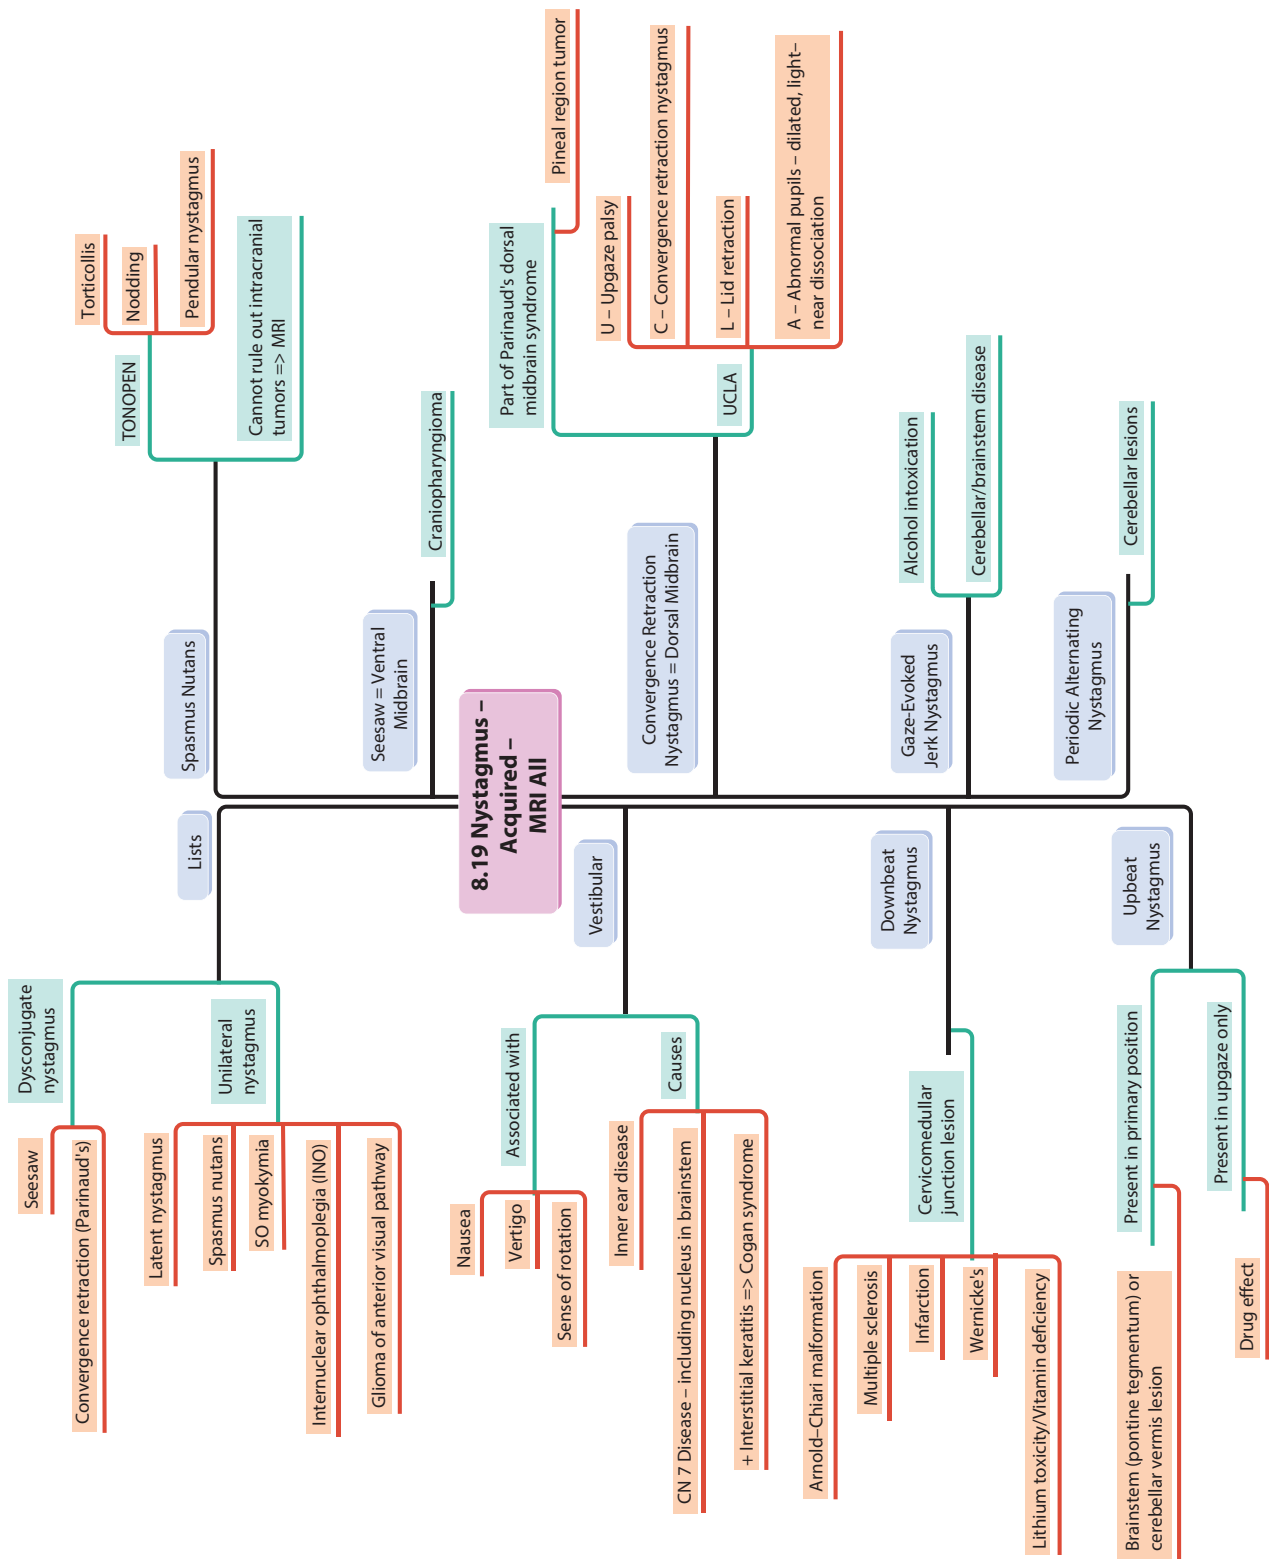 8.19 Nystagmus –
Acquired –
MRI All
Lists
Dysconjugate
nystagmus
Seesaw
Convergence retraction (Parinaud's)
Unilateral
nystagmus
Latent nystagmus
Spasmus nutans
SO myokymia
Internuclear ophthalmoplegia (INO)
Glioma of anterior visual pathway
Vestibular
Associated with
Nausea
Vertigo
Sense of rotation
Causes
Inner ear disease
CN 7 Disease – including nucleus in brainstem
+ Interstitial keratitis => Cogan syndrome
Downbeat
Nystagmus
Cervicomedullar
junction lesion
Arnold–Chiari malformation
Multiple sclerosis
Infarction
Wernicke's
Lithium toxicity/Vitamin deficiency
Upbeat
Nystagmus
Present in primary position
Brainstem (pontine tegmentum) or
cerebellar vermis lesion
Present in upgaze only
Drug effect
Spasmus Nutans
TONOPEN
Torticollis
Nodding
Pendular nystagmus
Cannot rule out intracranial
tumors => MRI
Seesaw = Ventral
Midbrain
Craniopharyngioma
Convergence Retraction
Nystagmus = Dorsal Midbrain
Part of Parinaud's dorsal
midbrain syndrome
Pineal region tumor
UCLA
U – Upgaze palsy
C – Convergence retraction nystagmus
L – Lid retraction
A – Abnormal pupils – dilated, light–
near dissociation
Gaze-Evoked
Jerk Nystagmus
Alcohol intoxication
Cerebellar/brainstem disease
Periodic Alternating
Nystagmus
Cerebellar lesions